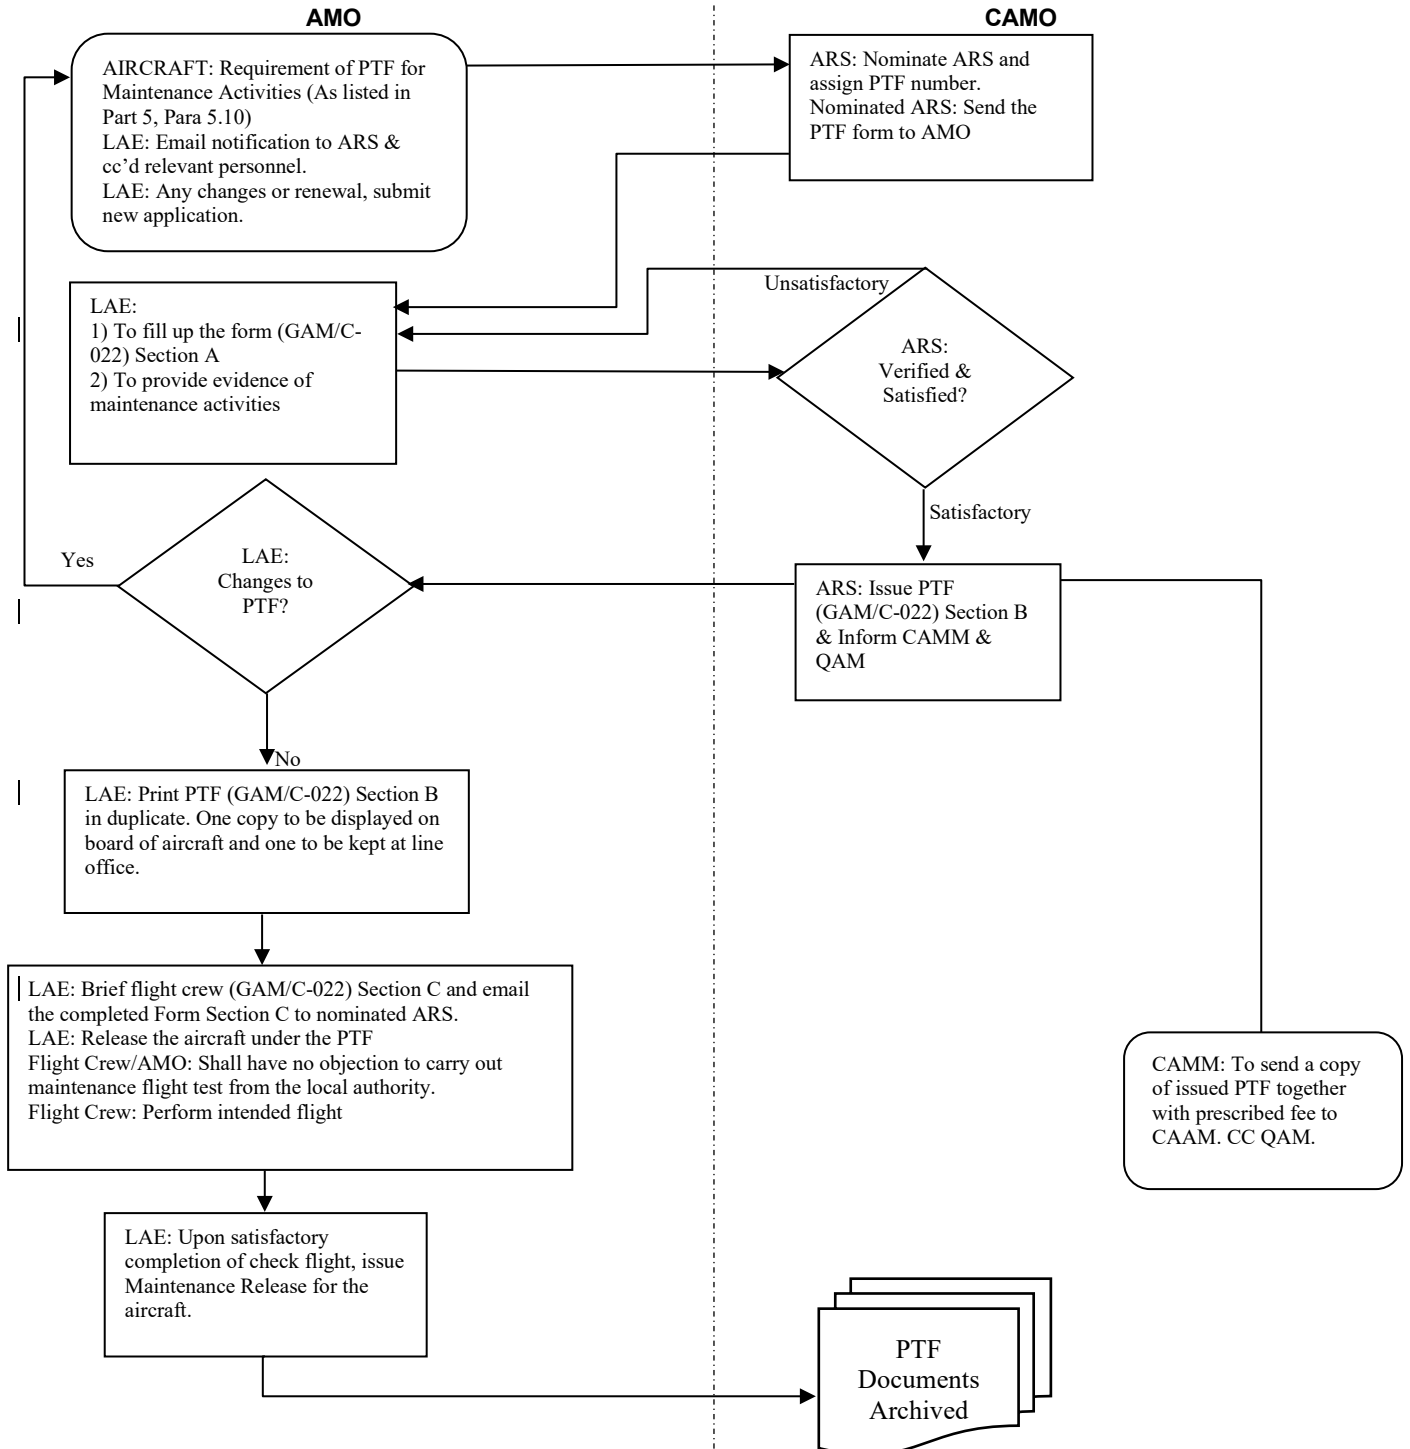 AMO
CAMO
AIRCRAFT: Requirement of PTF for
Maintenance Activities (As listed in
Part 5, Para 5.10)
LAE: Email notification to ARS &
cc’d relevant personnel.
LAE: Any changes or renewal, submit
new application.
ARS: Nominate ARS and
assign PTF number.
Nominated ARS: Send the
PTF form to AMO
LAE:
1) To fill up the form (GAM/C-
022) Section A
2) To provide evidence of
maintenance activities
Unsatisfactory
ARS:
Verified &
Satisfied?
Satisfactory
ARS: Issue PTF
(GAM/C-022) Section B
& Inform CAMM &
QAM
LAE:
Changes to
PTF?
Yes
No
LAE: Print PTF (GAM/C-022) Section B
in duplicate. One copy to be displayed on
board of aircraft and one to be kept at line
office.
LAE: Brief flight crew (GAM/C-022) Section C and email
the completed Form Section C to nominated ARS.
LAE: Release the aircraft under the PTF
Flight Crew/AMO: Shall have no objection to carry out
maintenance flight test from the local authority.
Flight Crew: Perform intended flight
CAMM: To send a copy
of issued PTF together
with prescribed fee to
CAAM. CC QAM.
LAE: Upon satisfactory
completion of check flight, issue
Maintenance Release for the
aircraft.
PTF
Documents
Archived